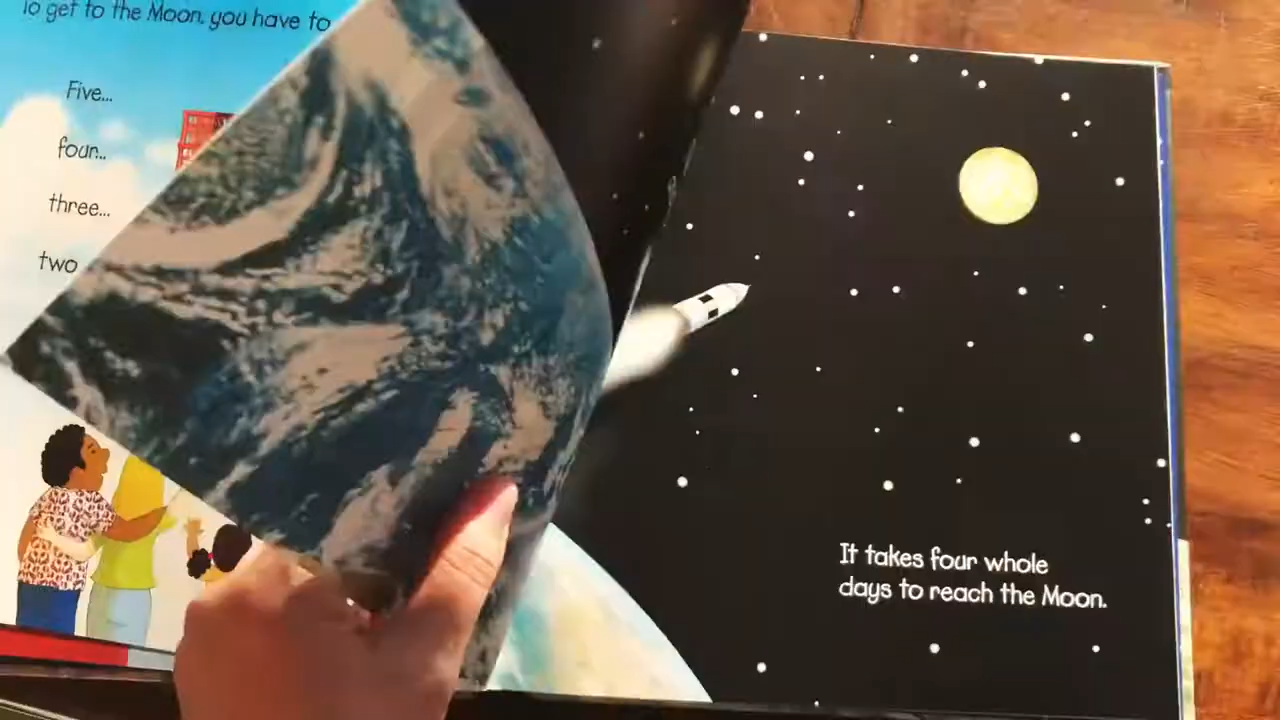 To get to the Moon, you have to
Five...
four...
three...
two
It takes four whole
days to reach the Moon.